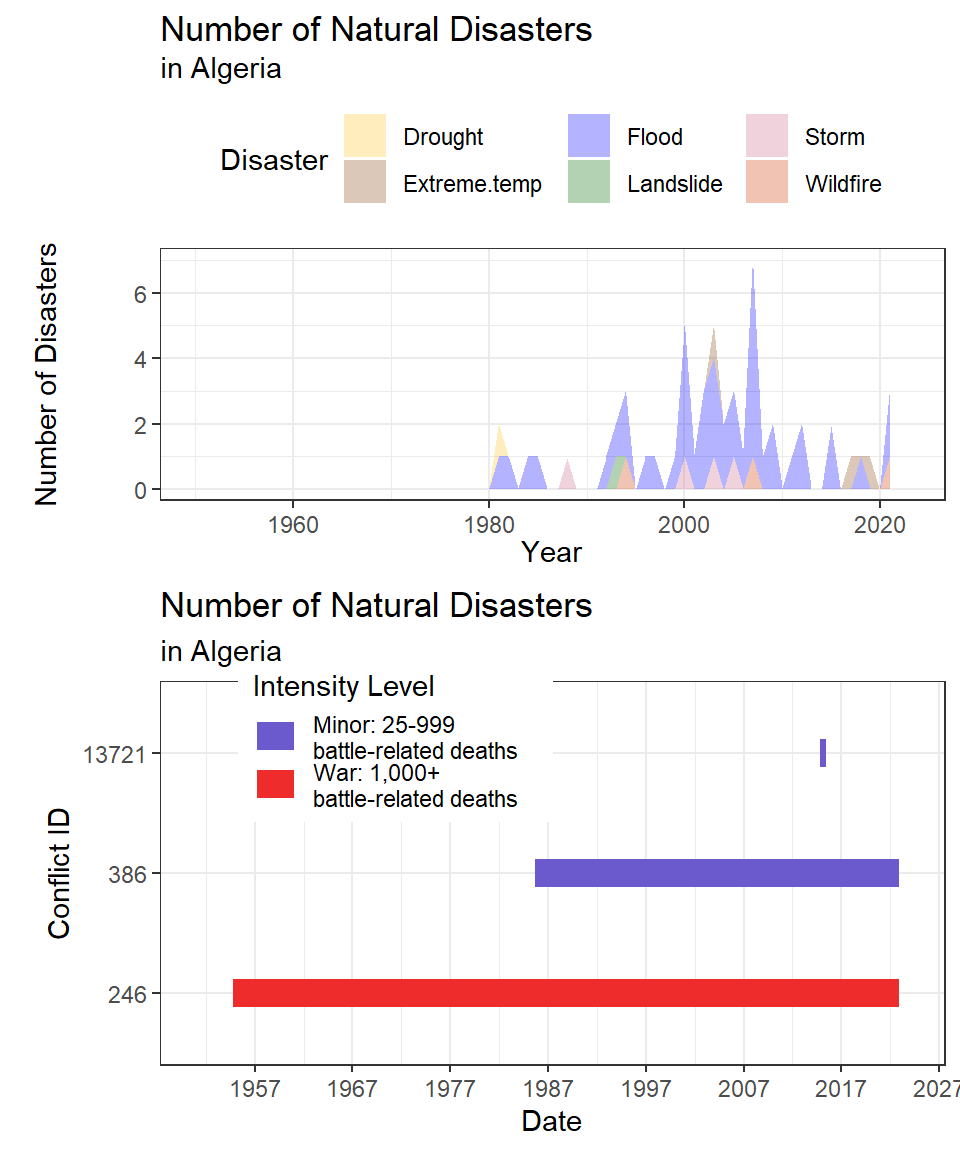 Number of Natural Disasters
in Algeria
Disaster
Drought
Flood
Storm
Extreme.temp
Landslide
Wildfire
Number of Disasters
6
4
2
0
1960 1980 2000 2020
Year
Number of Natural Disasters
in Algeria
Intensity Level
Minor: 25-999
battle-related deaths
War: 1,000+
battle-related deaths
Conflict ID
13721
386
246
1957 1967 1977 1987 1997 2007 2017 2027
Date